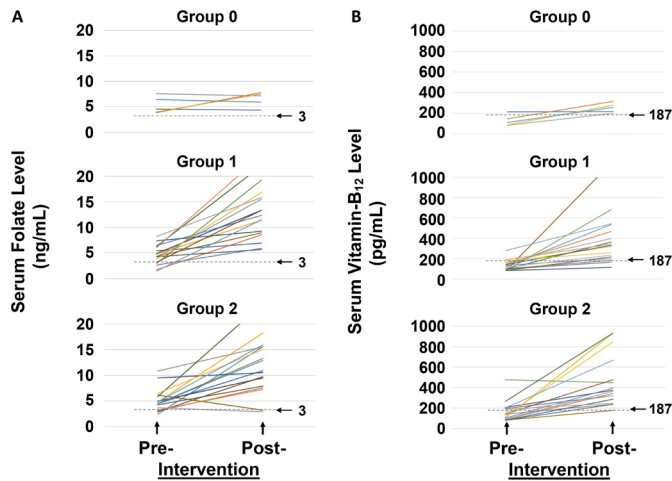 A
Group 0
20
15
10
5
0
3
Group 1
20
15
10
5
0
3
Group 2
20
15
10
5
0
3
Serum Folate Level
(ng/mL)
Pre-
Post-
Intervention
B
Group 0
1000
800
600
400
200
0
187
Group 1
1000
800
600
400
200
0
187
Group 2
1000
800
600
400
200
0
187
Serum Vitamin-B₁₂ Level
(pg/mL)
Pre-
Post-
Intervention